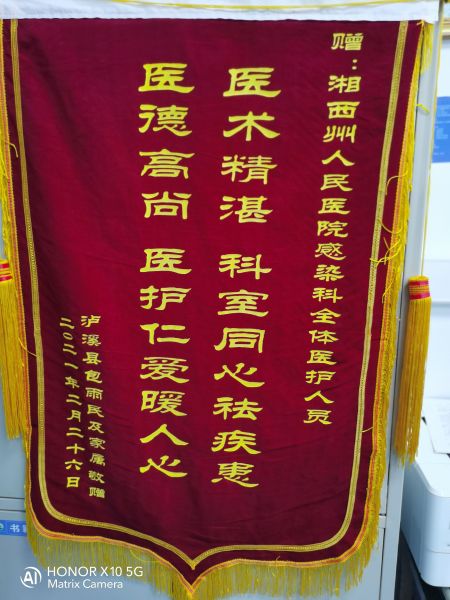 赠：湘西州人民医院感染科全体医护人员
医术精湛 科室同心祛疾患
医德高尚 医护仁爱暖人心
泸溪县包雨民及家属敬赠
二〇二一年二月二十六日
HONOR X10 5G
Matrix Camera
AI